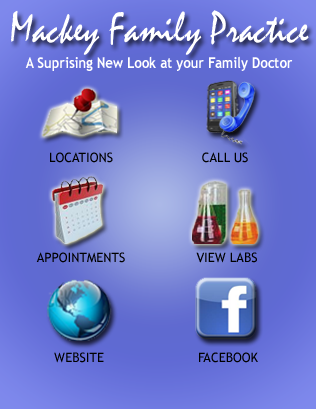 Mackey Family Practice
A Suprising New Look at your Family Doctor
LOCATIONS
CALL US
APPOINTMENTS
VIEW LABS
WEBSITE
FACEBOOK